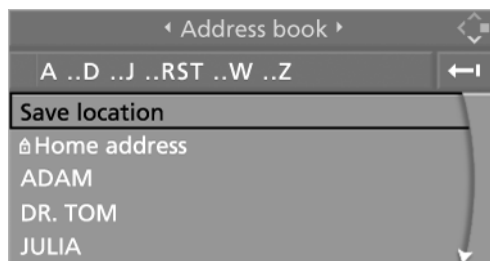 Address book
A ..D ..J ..RST ..W ..Z
Save location
Home address
ADAM
DR. TOM
JULIA